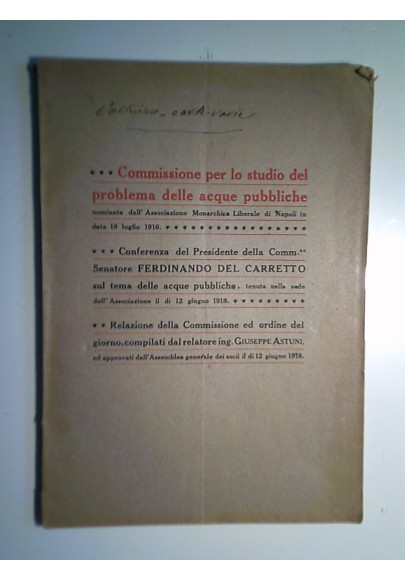 • • • Commissione per lo studio del
problema delle acque pubbliche
nominata dall'Associazione Monarchica Liberale di Napoli in
data 18 luglio 1916.
• • • Conferenza del Presidente della Comm.ne
Senatore FERDINANDO DEL CARRETTO
sul tema delle acque pubbliche, tenuta nella sede
dell'Associazione il di 12 giugno 1918.
• • Relazione della Commissione ed ordine del
giorno, compilati dal relatore ing. GIUSEPPE ASTUNI,
ed approvati dall'Assemblea generale dei socii il di 12 giugno 1918.